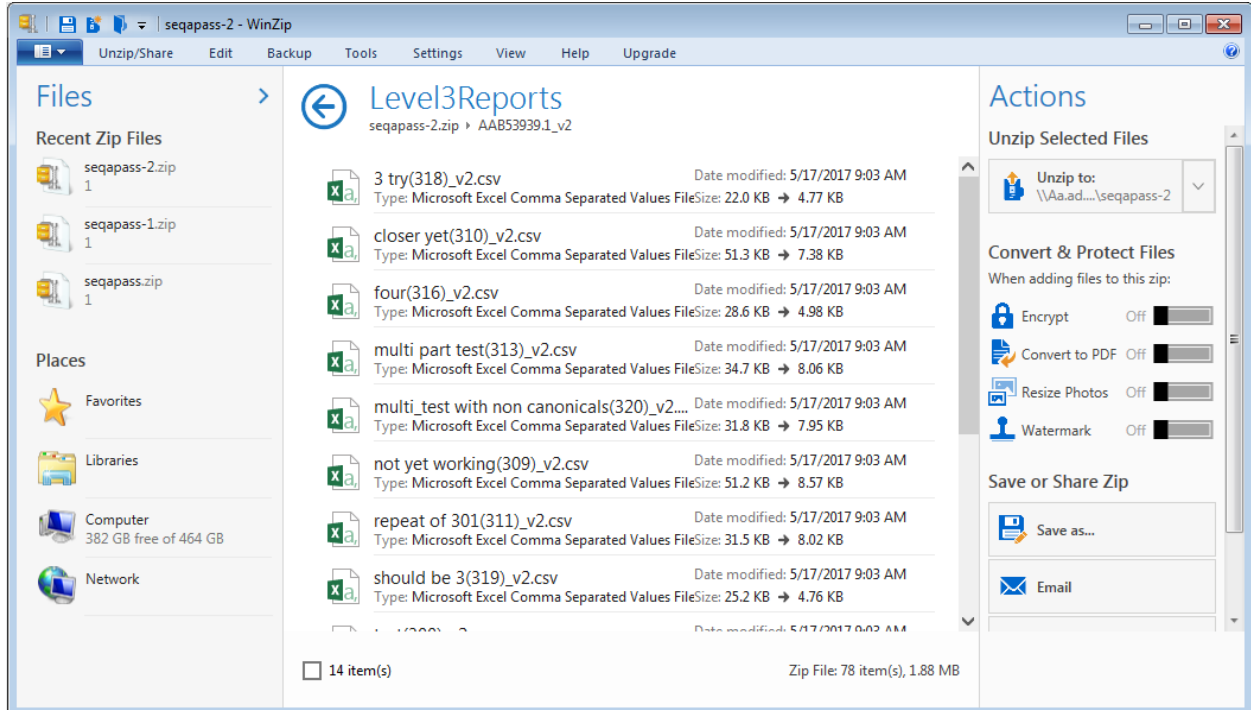 seqapass-2 - WinZip
Unzip/Share Edit Backup Tools Settings View Help Upgrade
Files
Recent Zip Files
seqapass-2.zip
1
seqapass-1.zip
1
seqapass.zip
1
Places
Favorites
Libraries
Computer
382 GB free of 464 GB
Network
Level3Reports
seqapass-2.zip AAB53939.1_v2
3 try(318)_v2.csv Date modified: 5/17/2017 9:03 AM
Type: Microsoft Excel Comma Separated Values File Size: 22.0 KB → 4.77 KB
closer yet(310)_v2.csv Date modified: 5/17/2017 9:03 AM
Type: Microsoft Excel Comma Separated Values File Size: 51.3 KB → 7.38 KB
four(316)_v2.csv Date modified: 5/17/2017 9:03 AM
Type: Microsoft Excel Comma Separated Values File Size: 28.6 KB → 4.98 KB
multi part test(313)_v2.csv Date modified: 5/17/2017 9:03 AM
Type: Microsoft Excel Comma Separated Values File Size: 34.7 KB → 8.06 KB
multi_test with non canonicals(320)_v2.... Date modified: 5/17/2017 9:03 AM
Type: Microsoft Excel Comma Separated Values File Size: 31.8 KB → 7.95 KB
not yet working(309)_v2.csv Date modified: 5/17/2017 9:03 AM
Type: Microsoft Excel Comma Separated Values File Size: 51.2 KB → 8.57 KB
repeat of 301(311)_v2.csv Date modified: 5/17/2017 9:03 AM
Type: Microsoft Excel Comma Separated Values File Size: 31.5 KB → 8.02 KB
should be 3(319)_v2.csv Date modified: 5/17/2017 9:03 AM
Type: Microsoft Excel Comma Separated Values File Size: 25.2 KB → 4.76 KB
Date modified: 5/17/2017 9:03 AM
14 item(s) Zip File: 78 item(s), 1.88 MB
Actions
Unzip Selected Files
Unzip to:
\\Aa.ad....\seqapass-2
Convert & Protect Files
When adding files to this zip:
Encrypt Off
Convert to PDF Off
Resize Photos Off
Watermark Off
Save or Share Zip
Save as...
Email